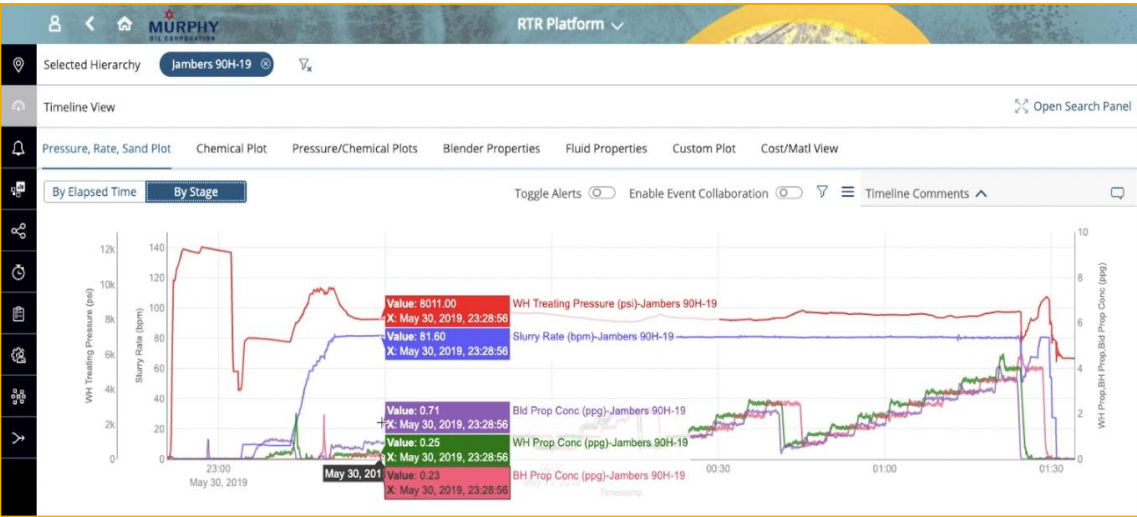 MURPHY
OIL CORPORATION
RTR Platform
Selected Hierarchy
Jambers 90H-19
Timeline View
Open Search Panel
Pressure, Rate, Sand Plot
Chemical Plot
Pressure/Chemical Plots
Blender Properties
Fluid Properties
Custom Plot
Cost/Matl View
By Elapsed Time
By Stage
Toggle Alerts
Enable Event Collaboration
Timeline Comments
WH Treating Pressure (psi)
12k
10k
8k
6k
4k
2k
0
Slurry Rate (bpm)
140
120
100
80
60
40
20
0
Value: 8011.00
X: May 30, 2019, 23:28:56
WH Treating Pressure (psi)-Jambers 90H-19
Value: 81.60
X: May 30, 2019, 23:28:56
Slurry Rate (bpm)-Jambers 90H-19
Value: 0.71
X: May 30, 2019, 23:28:56
Bld Prop Conc (ppg)-Jambers 90H-19
Value: 0.25
X: May 30, 2019, 23:28:56
WH Prop Conc (ppg)-Jambers 90H-19
Value: 0.23
X: May 30, 2019, 23:28:56
BH Prop Conc (ppg)-Jambers 90H-19
10
8
6
4
2
0
WH Prop,BH Prop,Bld Prop Conc (ppg)
23:00
May 30, 2019
May 30, 201
00:30
01:00
01:30
Timestamp